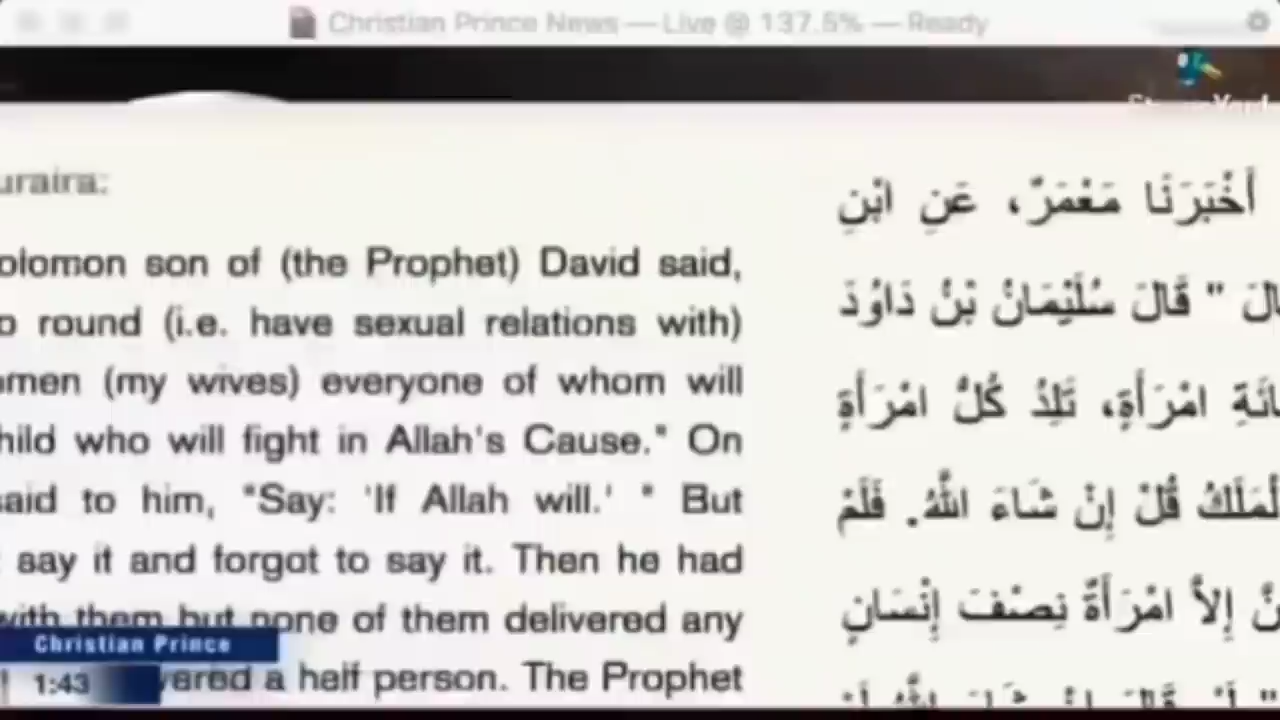 Christian Prince News — Live @ 137.5% — Ready
uraira:
olomon son of (the Prophet) David said,
o round (i.e. have sexual relations with)
omen (my wives) everyone of whom will
hild who will fight in Allah's Cause." On
said to him, "Say: 'If Allah will.' " But
say it and forgot to say it. Then he had
with them but none of them delivered any
vered a half person. The Prophet
أَخْبَرَنَا مَعْمَرٌ، عَنِ ابْنِ
الَ " قَالَ سُلَيْمَانُ بْنُ دَاوُدَ
ائَةِ امْرَأَةٍ، تَلِدُ كُلُّ امْرَأَةٍ
لْمَلَكُ قُلْ إِنْ شَاءَ اللَّهُ. فَلَمْ
نَّ إِلاَّ امْرَأَةٌ نِصْفَ إِنْسَانٍ
Christian Prince
1:43